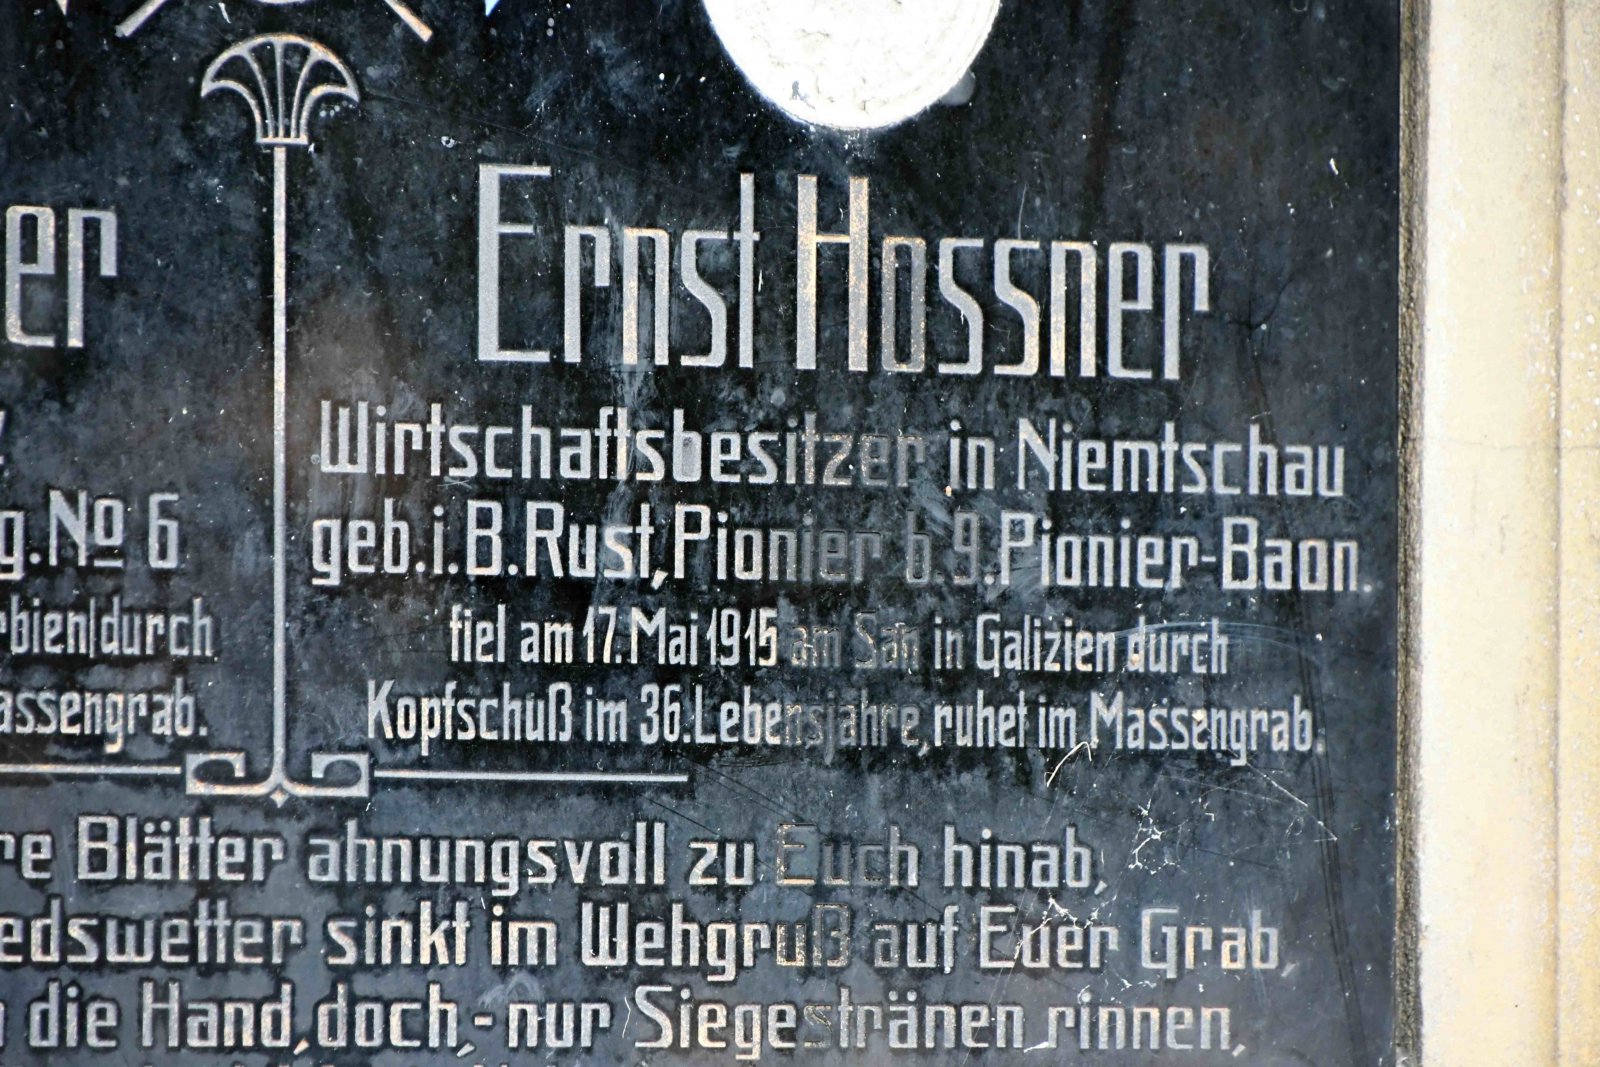 er
Ernst Hossner
Wirtschaftsbesitzer in Niemtschau
g. No 6
geb. i. B. Rust, Pionier b. 9. Pionier-Baon.
rbien/durch
fiel am 17. Mai 1915 am San in Galizien durch
assengrab.
Kopfschuß im 36. Lebensjahre, ruhet im Massengrab.
re Blätter ahnungsvoll zu Euch hinab,
edswetter sinkt im Wehgruß auf Euer Grab,
die Hand, doch,- nur Siegestränen rinnen,